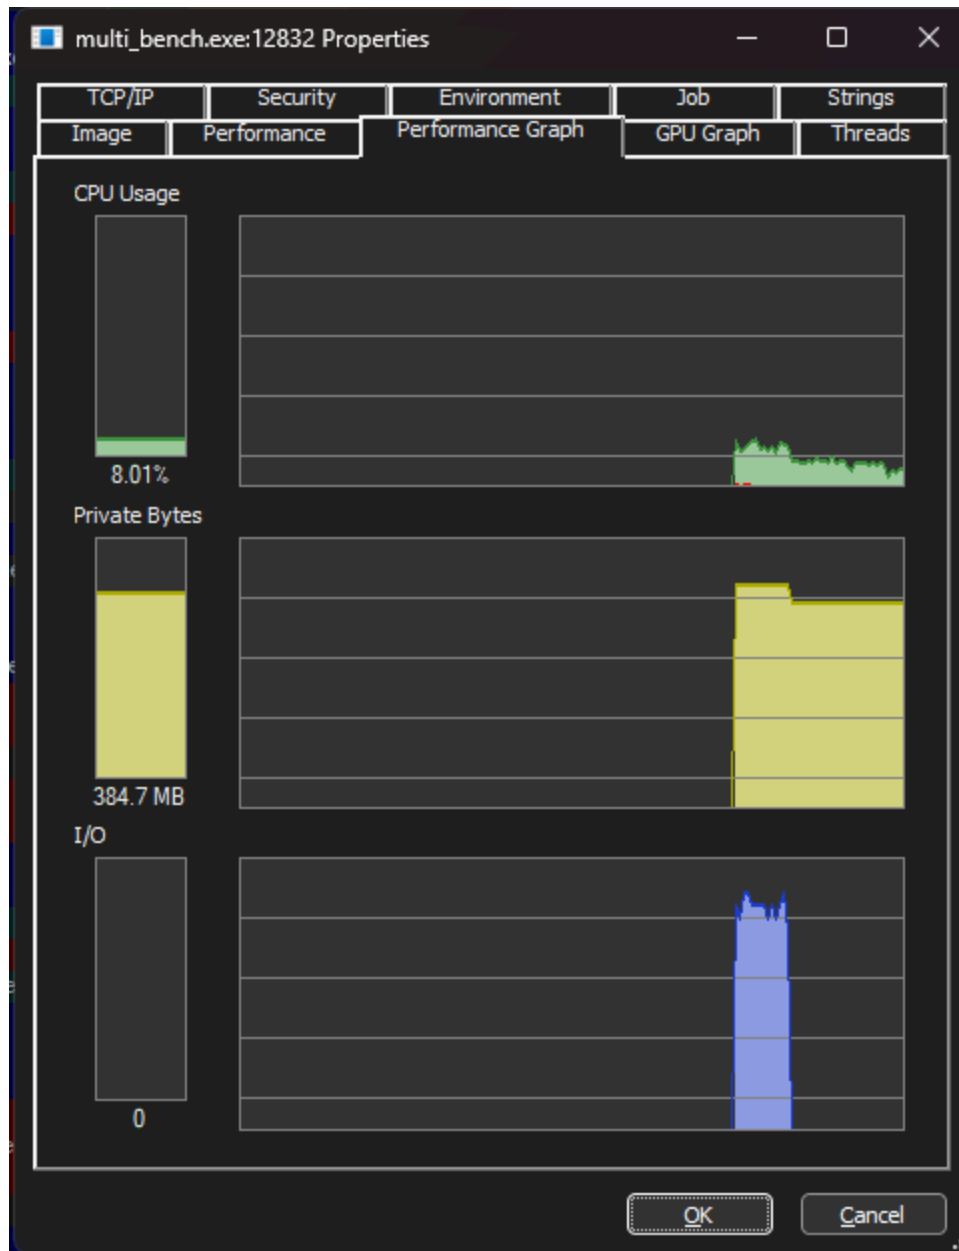 multi_bench.exe:12832 Properties
TCP/IP Security Environment Job Strings
Image Performance Performance Graph GPU Graph Threads
CPU Usage
8.01%
Private Bytes
384.7 MB
I/O
0
OK Cancel